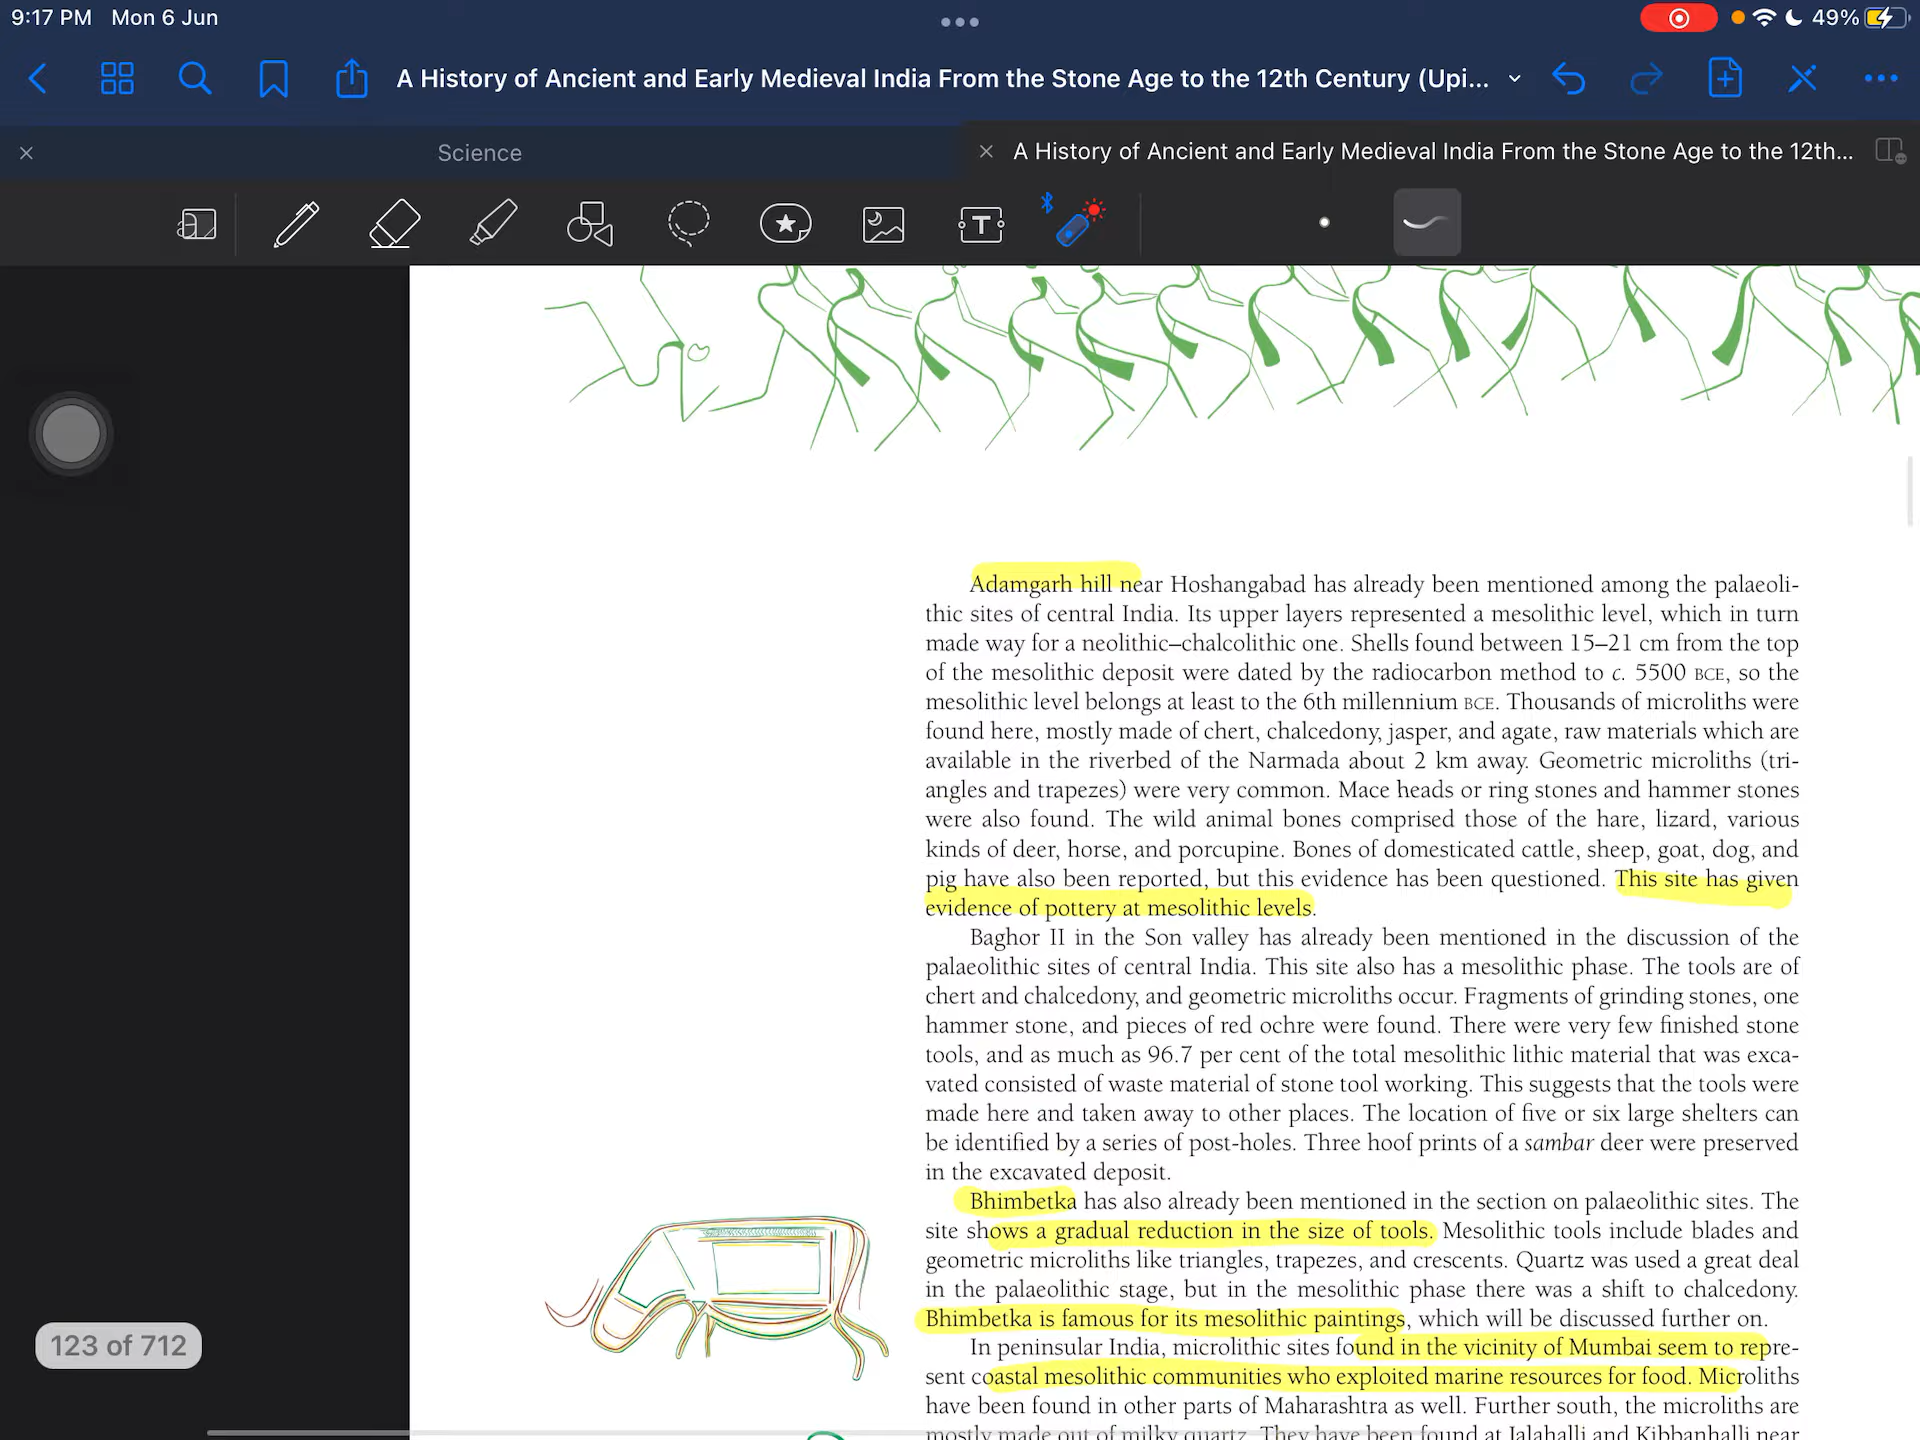 9:17 PM Mon 6 Jun
49%
A History of Ancient and Early Medieval India From the Stone Age to the 12th Century (Upi...
Science
A History of Ancient and Early Medieval India From the Stone Age to the 12th...
Adamgarh hill near Hoshangabad has already been mentioned among the palaeoli-
thic sites of central India. Its upper layers represented a mesolithic level, which in turn
made way for a neolithic–chalcolithic one. Shells found between 15–21 cm from the top
of the mesolithic deposit were dated by the radiocarbon method to c. 5500 BCE, so the
mesolithic level belongs at least to the 6th millennium BCE. Thousands of microliths were
found here, mostly made of chert, chalcedony, jasper, and agate, raw materials which are
available in the riverbed of the Narmada about 2 km away. Geometric microliths (tri-
angles and trapezes) were very common. Mace heads or ring stones and hammer stones
were also found. The wild animal bones comprised those of the hare, lizard, various
kinds of deer, horse, and porcupine. Bones of domesticated cattle, sheep, goat, dog, and
pig have also been reported, but this evidence has been questioned. This site has given
evidence of pottery at mesolithic levels.
Baghor II in the Son valley has already been mentioned in the discussion of the
palaeolithic sites of central India. This site also has a mesolithic phase. The tools are of
chert and chalcedony, and geometric microliths occur. Fragments of grinding stones, one
hammer stone, and pieces of red ochre were found. There were very few finished stone
tools, and as much as 96.7 per cent of the total mesolithic lithic material that was exca-
vated consisted of waste material of stone tool working. This suggests that the tools were
made here and taken away to other places. The location of five or six large shelters can
be identified by a series of post-holes. Three hoof prints of a sambar deer were preserved
in the excavated deposit.
Bhimbetka has also already been mentioned in the section on palaeolithic sites. The
site shows a gradual reduction in the size of tools. Mesolithic tools include blades and
geometric microliths like triangles, trapezes, and crescents. Quartz was used a great deal
in the palaeolithic stage, but in the mesolithic phase there was a shift to chalcedony.
Bhimbetka is famous for its mesolithic paintings, which will be discussed further on.
In peninsular India, microlithic sites found in the vicinity of Mumbai seem to repre-
sent coastal mesolithic communities who exploited marine resources for food. Microliths
have been found in other parts of Maharashtra as well. Further south, the microliths are
mostly made out of milky quartz. They have been found at Jalahalli and Kibbanhalli near
123 of 712